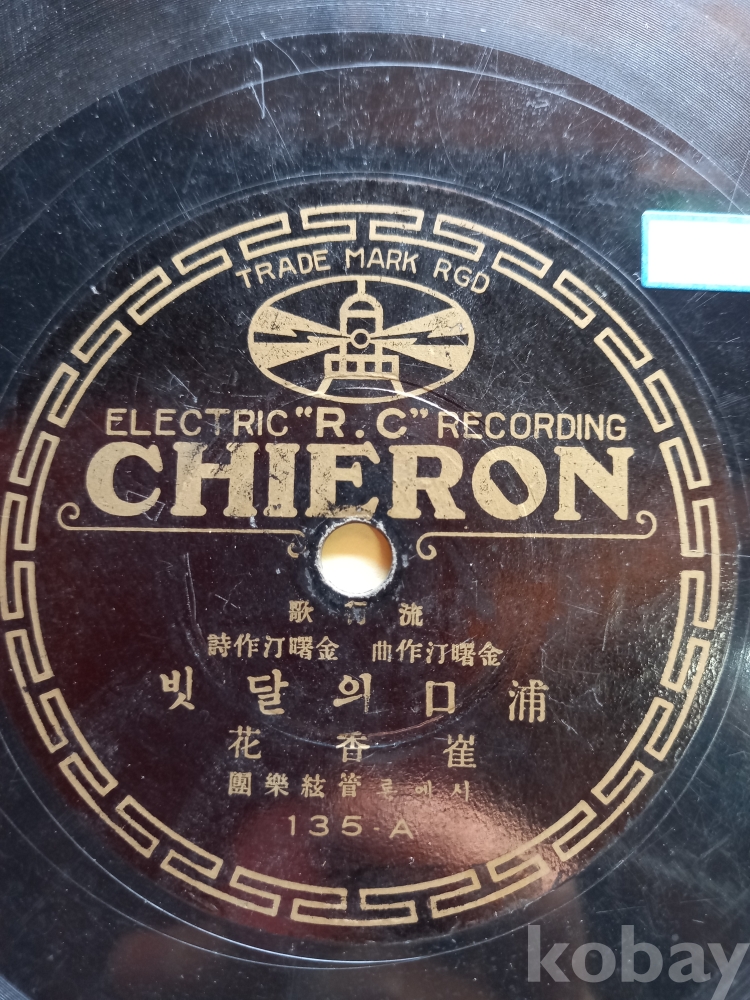 TRADE MARK RGD
ELECTRIC "R.C" RECORDING
CHIERON
流行歌
金曙汀作曲 金曙汀作詩
浦口의달빗
崔香花
시에론管絃樂團
135-A
kobay